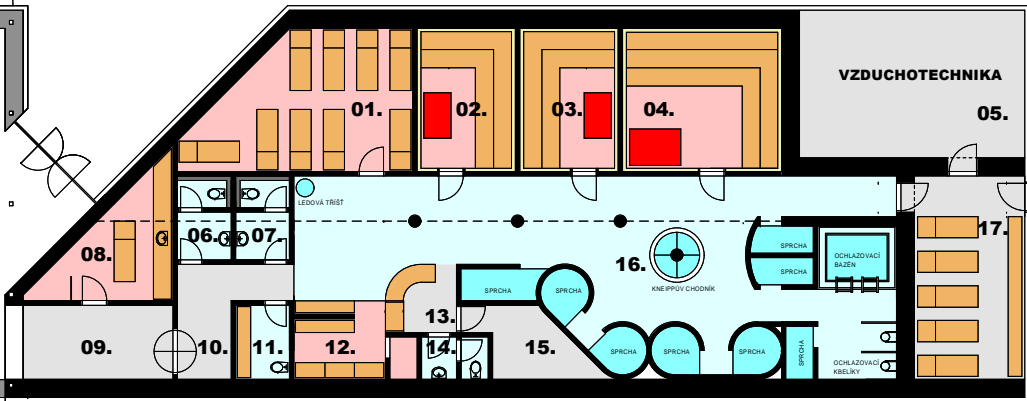 VZDUCHOTECHNIKA
01.
02.
03.
04.
05.
LEDOVÁ TŘÍŠŤ
06.
07.
08.
17.
SPRCHA
SPRCHA
OCHLAZOVACÍ
BAZÉN
16.
KNEIPPŮV CHODNÍK
SPRCHA
SPRCHA
13.
09.
10.
11.
12.
14.
15.
SPRCHA
SPRCHA
SPRCHA
SPRCHA
OCHLAZOVACÍ
KBELÍKY